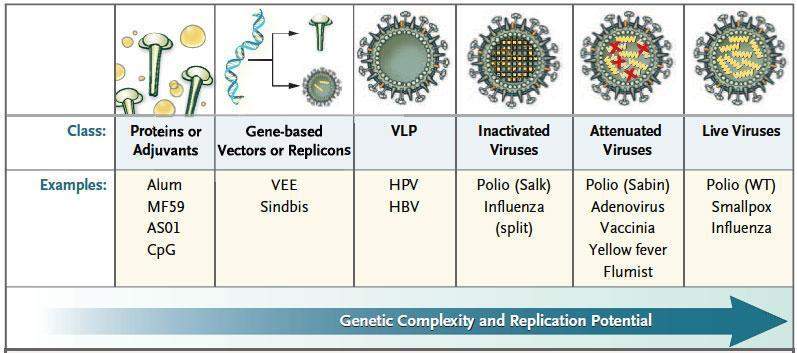 Class:
Proteins or
Adjuvants
Gene-based
Vectors or Replicons
VLP
Inactivated
Viruses
Attenuated
Viruses
Live Viruses
Examples:
Alum
MF59
AS01
CpG
VEE
Sindbis
HPV
HBV
Polio (Salk)
Influenza
(split)
Polio (Sabin)
Adenovirus
Vaccinia
Yellow fever
Flumist
Polio (WT)
Smallpox
Influenza
Genetic Complexity and Replication Potential